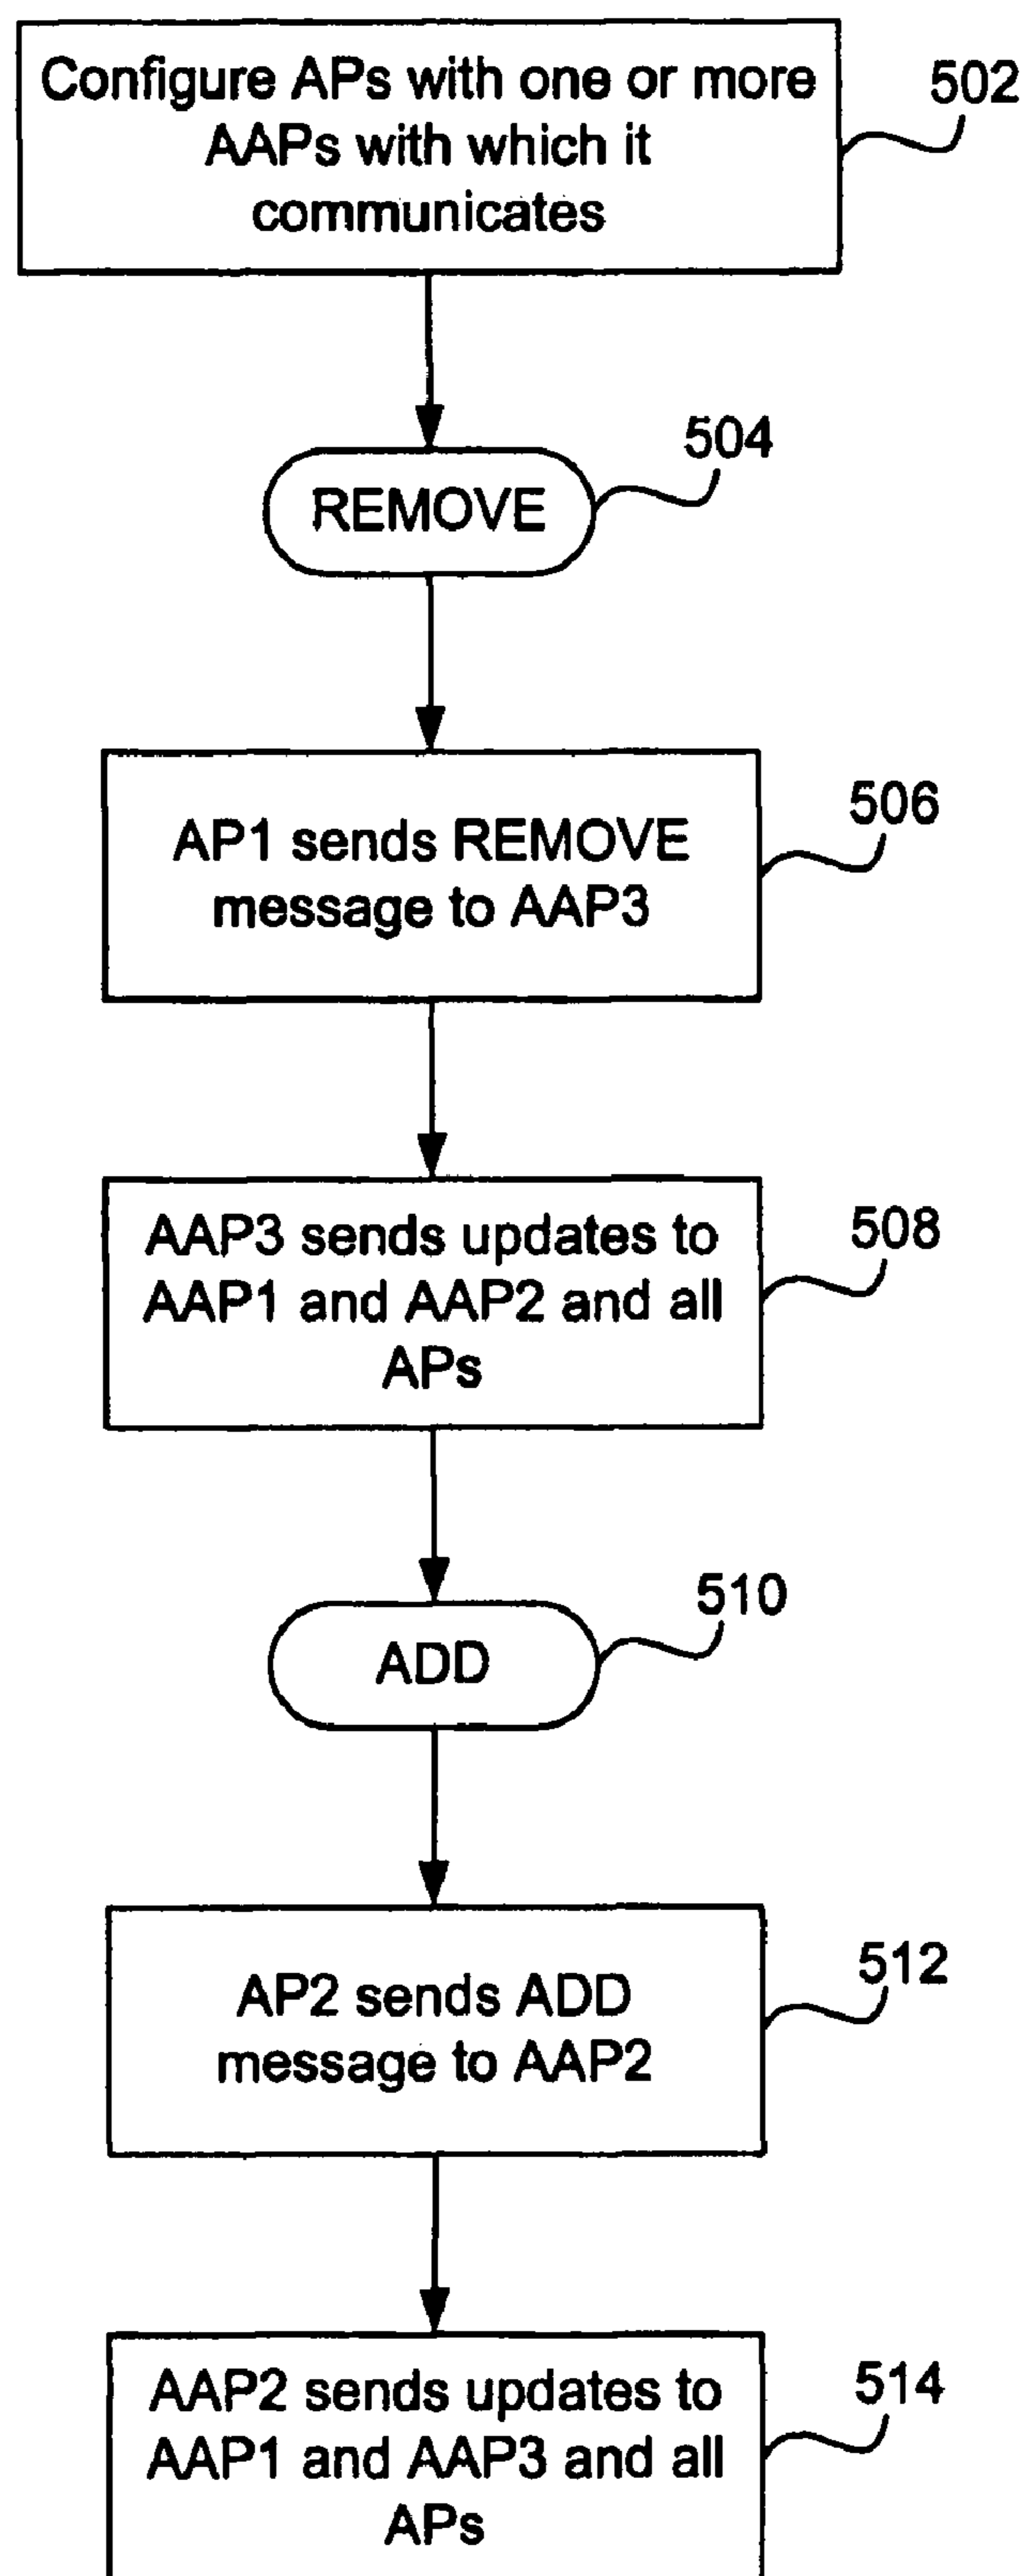 Configure APs with one or more
AAPs with which it
communicates
502
REMOVE
504
AP1 sends REMOVE
message to AAP3
506
AAP3 sends updates to
AAP1 and AAP2 and all
APs
508
ADD
510
AP2 sends ADD
message to AAP2
512
AAP2 sends updates to
AAP1 and AAP3 and all
APs
514